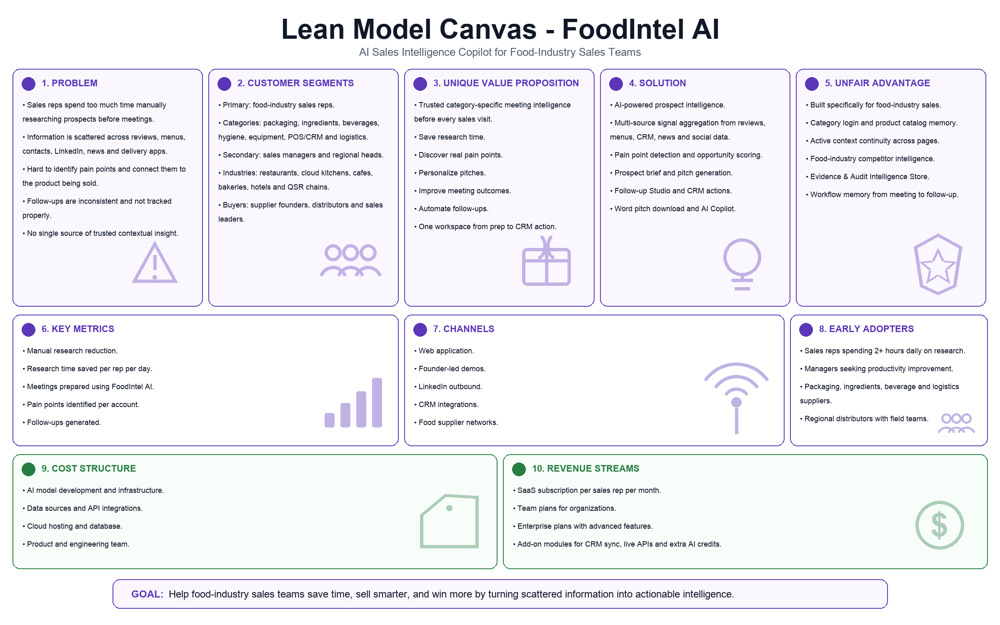 Lean Model Canvas - FoodIntel AI
AI Sales Intelligence Copilot for Food-Industry Sales Teams
1. PROBLEM
• Sales reps spend too much time manually
researching prospects before meetings.
• Information is scattered across reviews, menus,
contacts, LinkedIn, news and delivery apps.
• Hard to identify pain points and connect them to
the product being sold.
• Follow-ups are inconsistent and not tracked
properly.
• No single source of trusted contextual insight.
2. CUSTOMER SEGMENTS
• Primary: food-industry sales reps.
• Categories: packaging, ingredients, beverages,
hygiene, equipment, POS/CRM and logistics.
• Secondary: sales managers and regional heads.
• Industries: restaurants, cloud kitchens, cafes,
bakeries, hotels and QSR chains.
• Buyers: supplier founders, distributors and sales
leaders.
3. UNIQUE VALUE PROPOSITION
• Trusted category-specific meeting intelligence
before every sales visit.
• Save research time.
• Discover real pain points.
• Personalize pitches.
• Improve meeting outcomes.
• Automate follow-ups.
• One workspace from prep to CRM action.
4. SOLUTION
• AI-powered prospect intelligence.
• Multi-source signal aggregation from reviews,
menus, CRM, news and social data.
• Pain point detection and opportunity scoring.
• Prospect brief and pitch generation.
• Follow-up Studio and CRM actions.
• Word pitch download and AI Copilot.
5. UNFAIR ADVANTAGE
• Built specifically for food-industry sales.
• Category login and product catalog memory.
• Active context continuity across pages.
• Food-industry competitor intelligence.
• Evidence & Audit Intelligence Store.
• Workflow memory from meeting to follow-up.
6. KEY METRICS
• Manual research reduction.
• Research time saved per rep per day.
• Meetings prepared using FoodIntel AI.
• Pain points identified per account.
• Follow-ups generated.
7. CHANNELS
• Web application.
• Founder-led demos.
• LinkedIn outbound.
• CRM integrations.
• Food supplier networks.
8. EARLY ADOPTERS
• Sales reps spending 2+ hours daily on research.
• Managers seeking productivity improvement.
• Packaging, ingredients, beverage and logistics
suppliers.
• Regional distributors with field teams.
9. COST STRUCTURE
• AI model development and infrastructure.
• Data sources and API integrations.
• Cloud hosting and database.
• Product and engineering team.
10. REVENUE STREAMS
• SaaS subscription per sales rep per month.
• Team plans for organizations.
• Enterprise plans with advanced features.
• Add-on modules for CRM sync, live APIs and extra AI credits.
$
GOAL: Help food-industry sales teams save time, sell smarter, and win more by turning scattered information into actionable intelligence.